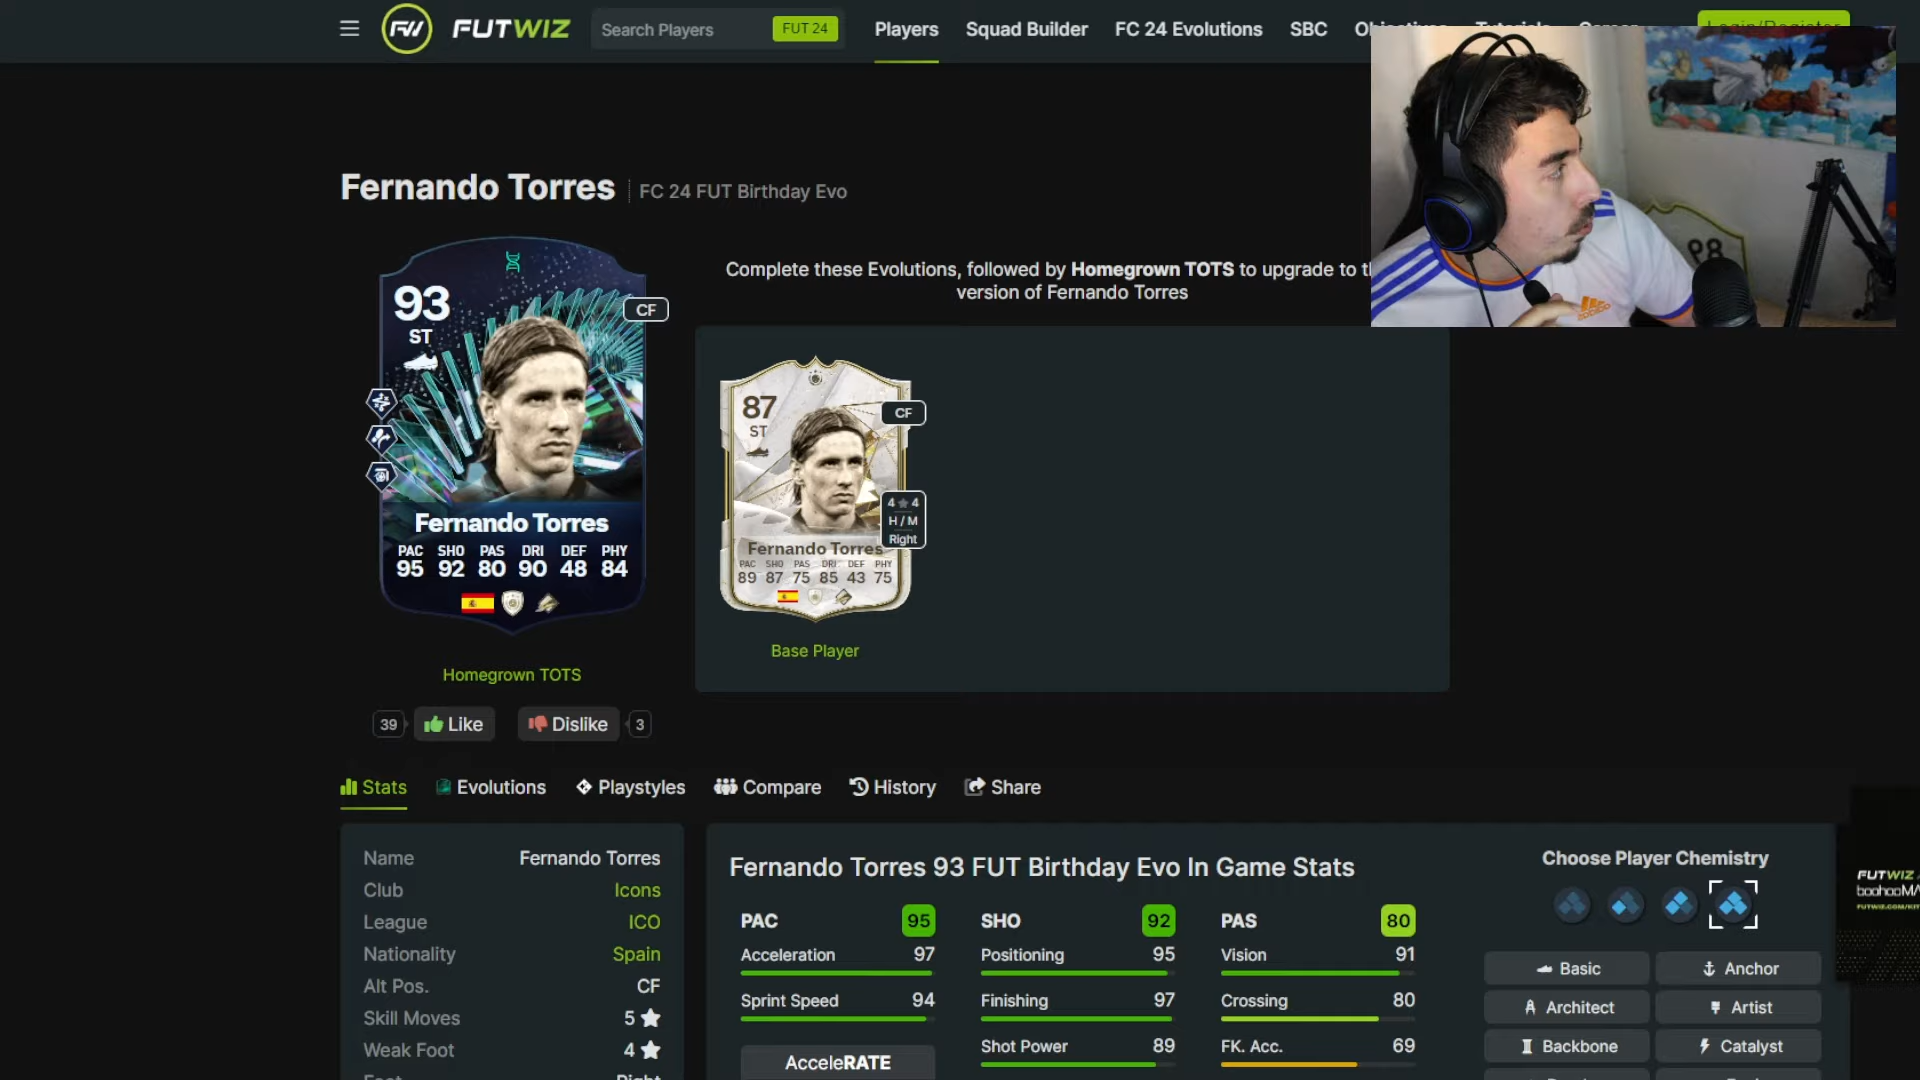 FW FUTWIZ
Search Players
FUT 24
Players
Squad Builder
FC 24 Evolutions
SBC
Fernando Torres
FC 24 FUT Birthday Evo
93
ST
CF
Fernando Torres
PAC SHO PAS DRI DEF PHY
95 92 80 90 48 84
Homegrown TOTS
39
Like
Dislike
3
Complete these Evolutions, followed by Homegrown TOTS to upgrade to
version of Fernando Torres
87
ST
CF
4 ★ 4
H / M
Right
Fernando Torres
PAC SHO PAS DRI DEF PHY
89 87 75 85 43 75
Base Player
98
Stats
Evolutions
Playstyles
Compare
History
Share
Name Fernando Torres
Club Icons
League ICO
Nationality Spain
Alt Pos. CF
Skill Moves 5 ★
Weak Foot 4 ★
Right
Fernando Torres 93 FUT Birthday Evo In Game Stats
PAC 95
Acceleration 97
Sprint Speed 94
AcceleRATE
SHO 92
Positioning 95
Finishing 97
Shot Power 89
PAS 80
Vision 91
Crossing 80
FK. Acc. 69
Choose Player Chemistry
Basic
Anchor
Architect
Artist
Backbone
Catalyst
FUTWIZ
boohooMA